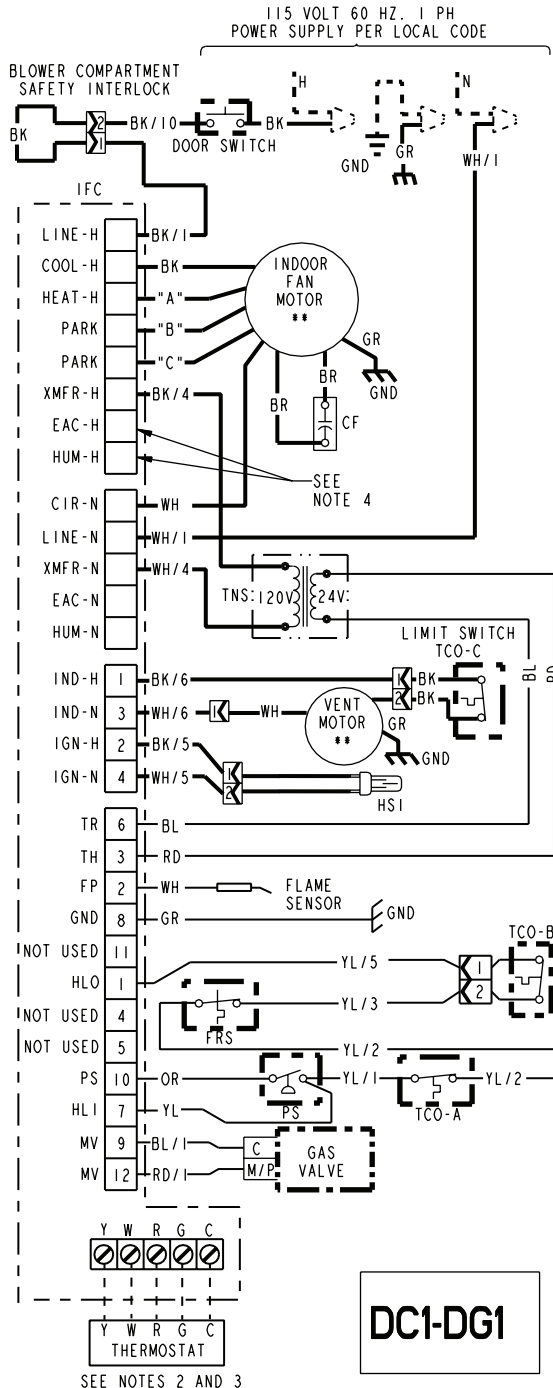 115 VOLT 60 HZ. 1 PH
POWER SUPPLY PER LOCAL CODE
BLOWER COMPARTMENT
SAFETY INTERLOCK
H
N
BK
2
1
BK/10
BK
DOOR SWITCH
GND
GR
WH/1
IFC
LINE-H
BK/1
COOL-H
BK
HEAT-H
"A"
PARK
"B"
PARK
"C"
XMFR-H
BK/4
EAC-H
HUM-H
INDOOR
FAN
MOTOR
**
GR
GND
BR
BR
CF
SEE
NOTE 4
CIR-N
WH
LINE-N
WH/1
XMFR-N
WH/4
EAC-N
HUM-N
TNS:
120V
24V
LIMIT SWITCH
TCO-C
BL
RD
IND-H
1
BK/6
1
BK
2
BK
IND-N
3
WH/6
1
WH
VENT
MOTOR
**
GR
GND
IGN-H
2
BK/5
1
IGN-N
4
WH/5
2
HSI
TR
6
BL
TH
3
RD
FP
2
WH
FLAME
SENSOR
GND
8
GR
GND
TCO-B
NOT USED
11
YL/5
1
HLO
1
2
YL/3
NOT USED
4
FRS
NOT USED
5
YL/2
PS
10
OR
PS
YL/1
TCO-A
YL/2
HLI
7
YL
MV
9
BL/1
C
MV
12
RD/1
M/P
GAS
VALVE
Y W R G C
Y W R G C
THERMOSTAT
SEE NOTES 2 AND 3
DC1-DG1